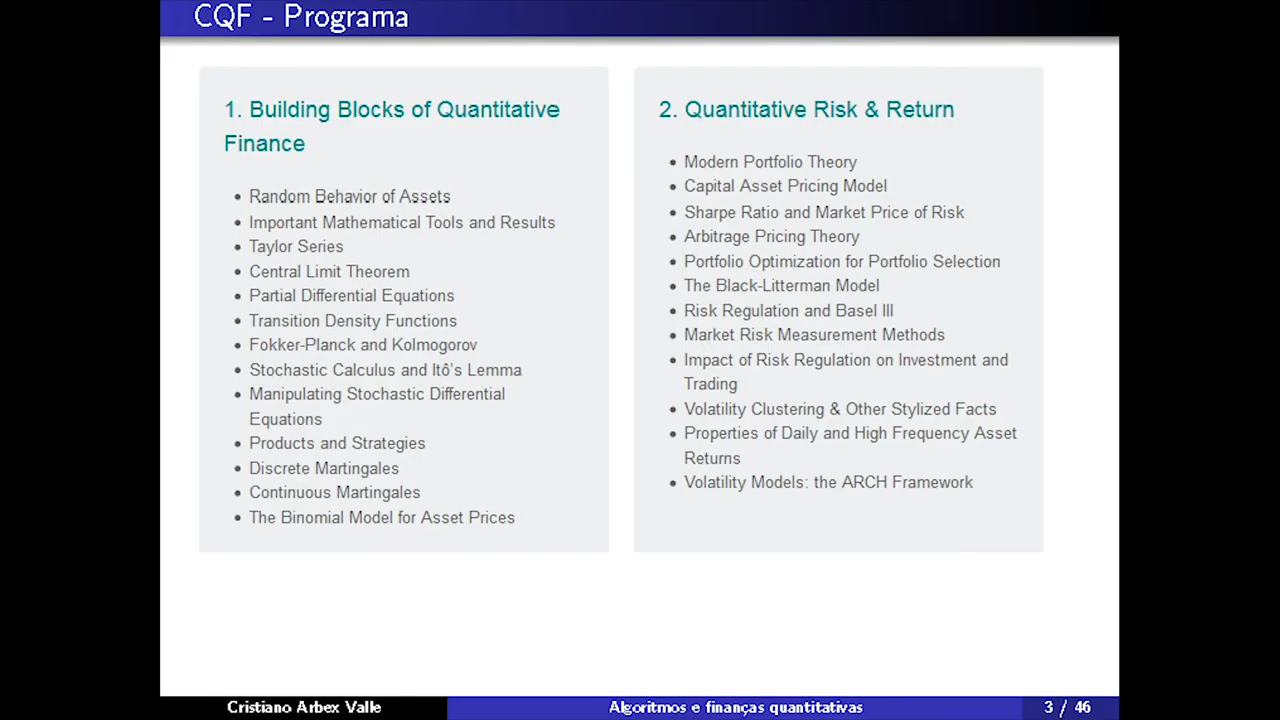 CQF - Programa
1. Building Blocks of Quantitative
Finance
Random Behavior of Assets
Important Mathematical Tools and Results
Taylor Series
Central Limit Theorem
Partial Differential Equations
Transition Density Functions
Fokker-Planck and Kolmogorov
Stochastic Calculus and Itô's Lemma
Manipulating Stochastic Differential
Equations
Products and Strategies
Discrete Martingales
Continuous Martingales
The Binomial Model for Asset Prices
2. Quantitative Risk & Return
Modern Portfolio Theory
Capital Asset Pricing Model
Sharpe Ratio and Market Price of Risk
Arbitrage Pricing Theory
Portfolio Optimization for Portfolio Selection
The Black-Litterman Model
Risk Regulation and Basel III
Market Risk Measurement Methods
Impact of Risk Regulation on Investment and
Trading
Volatility Clustering & Other Stylized Facts
Properties of Daily and High Frequency Asset
Returns
Volatility Models: the ARCH Framework
Cristiano Arbex Valle
Algoritmos e finanças quantitativas
3 / 46